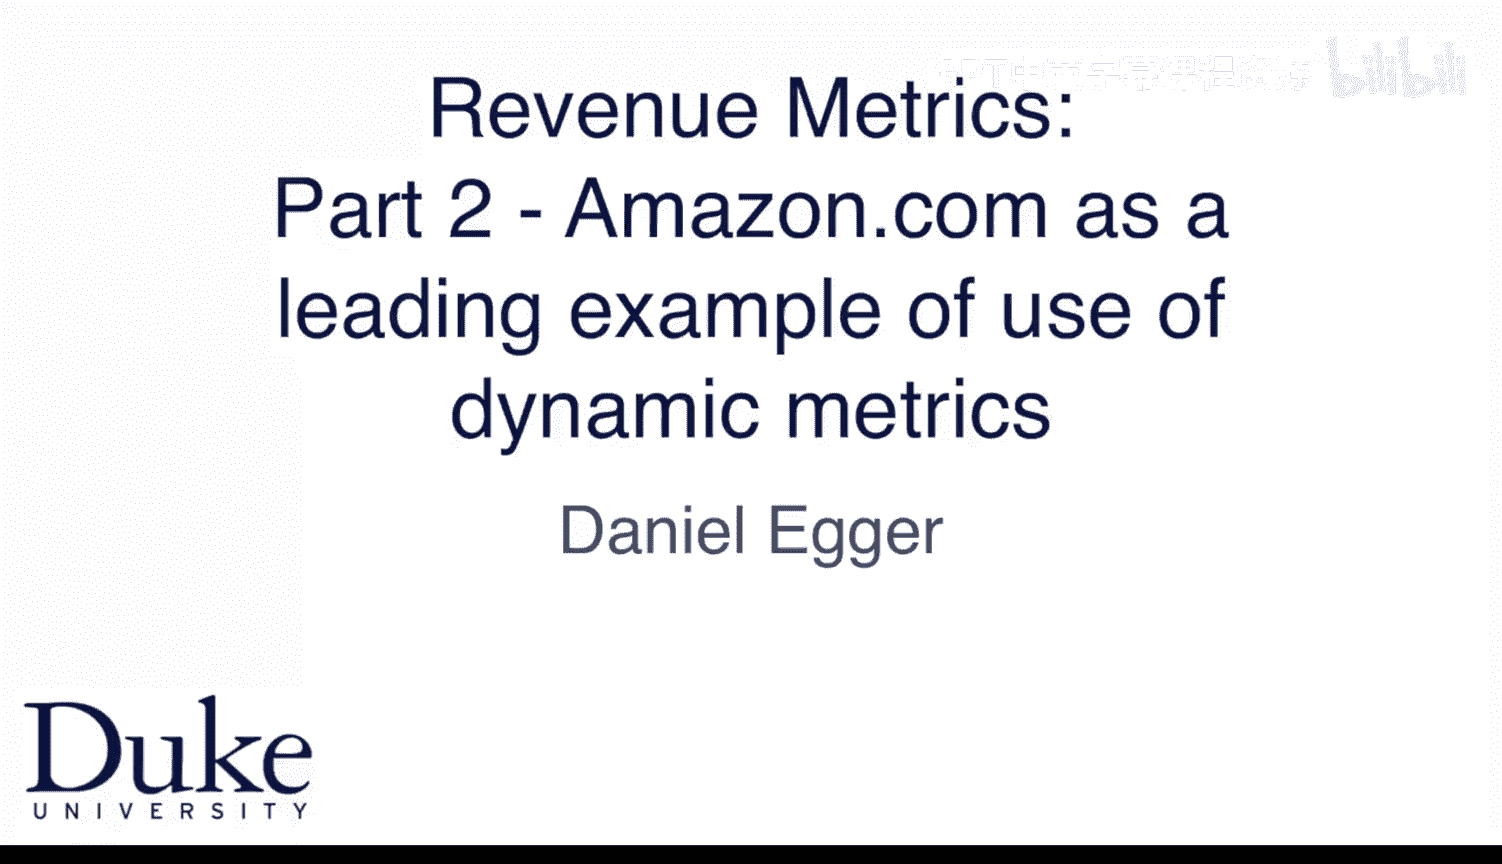 Revenue Metrics:
Part 2 - Amazon.com as a
leading example of use of
dynamic metrics
Daniel Egger
Duke
UNIVERSITY
bilibili